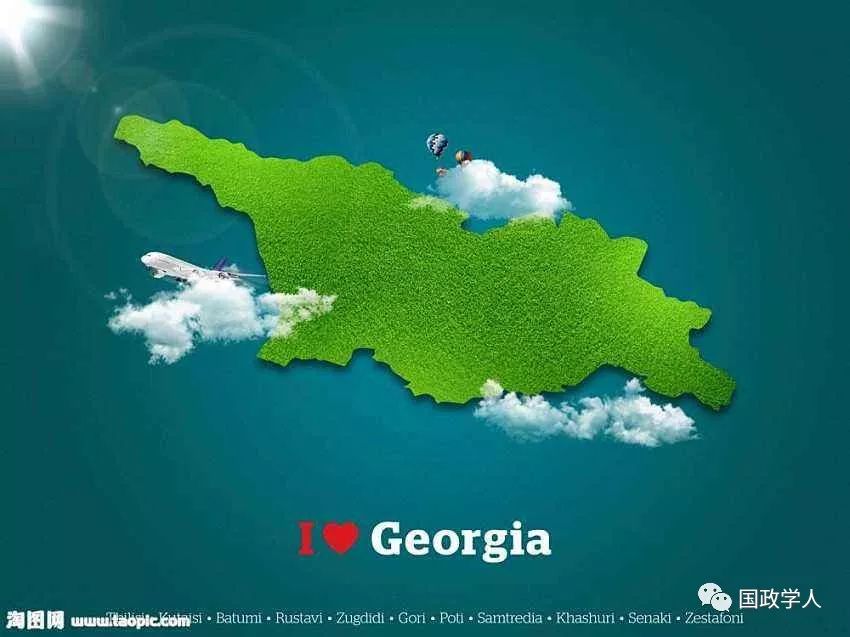 I ❤ Georgia
国政学人
Tbilisi • Kutaisi • Batumi • Rustavi • Zugdidi • Gori • Poti • Samtredia • Khashuri • Senaki • Zestafoni
淘图网 www.taopic.com